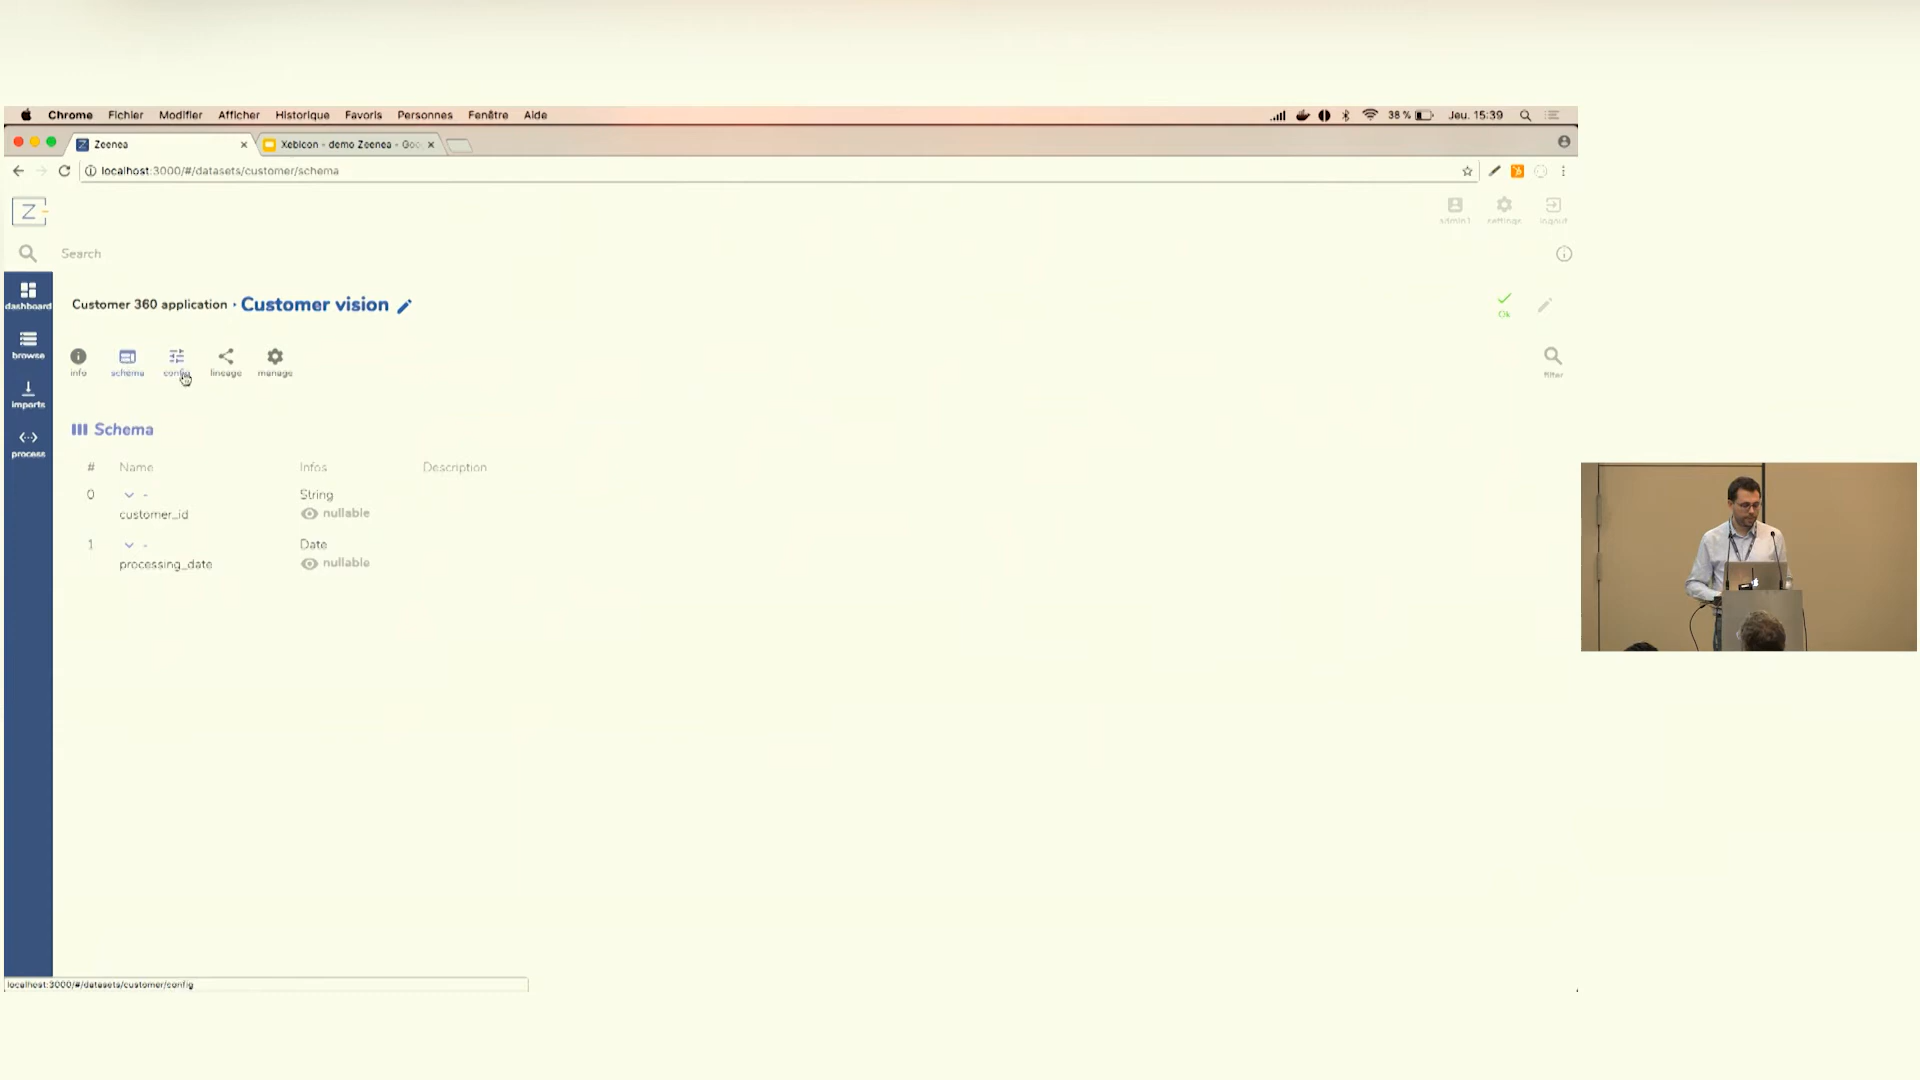 Chrome Fichier Modifier Afficher Historique Favoris Personnes Fenêtre Aide 38 % Jeu. 15:39
Zeenea Xebicon - demo Zeenea - Goo
localhost:3000/#/datasets/customer/schema
Z
admin1 settings logout
Search
dashboard
browse
imports
process
Customer 360 application · Customer vision
Ok
info schema config lineage manage
filter
Schema
# Name Infos Description
0 - String
customer_id nullable
1 - Date
processing_date nullable
localhost:3000/#/datasets/customer/config